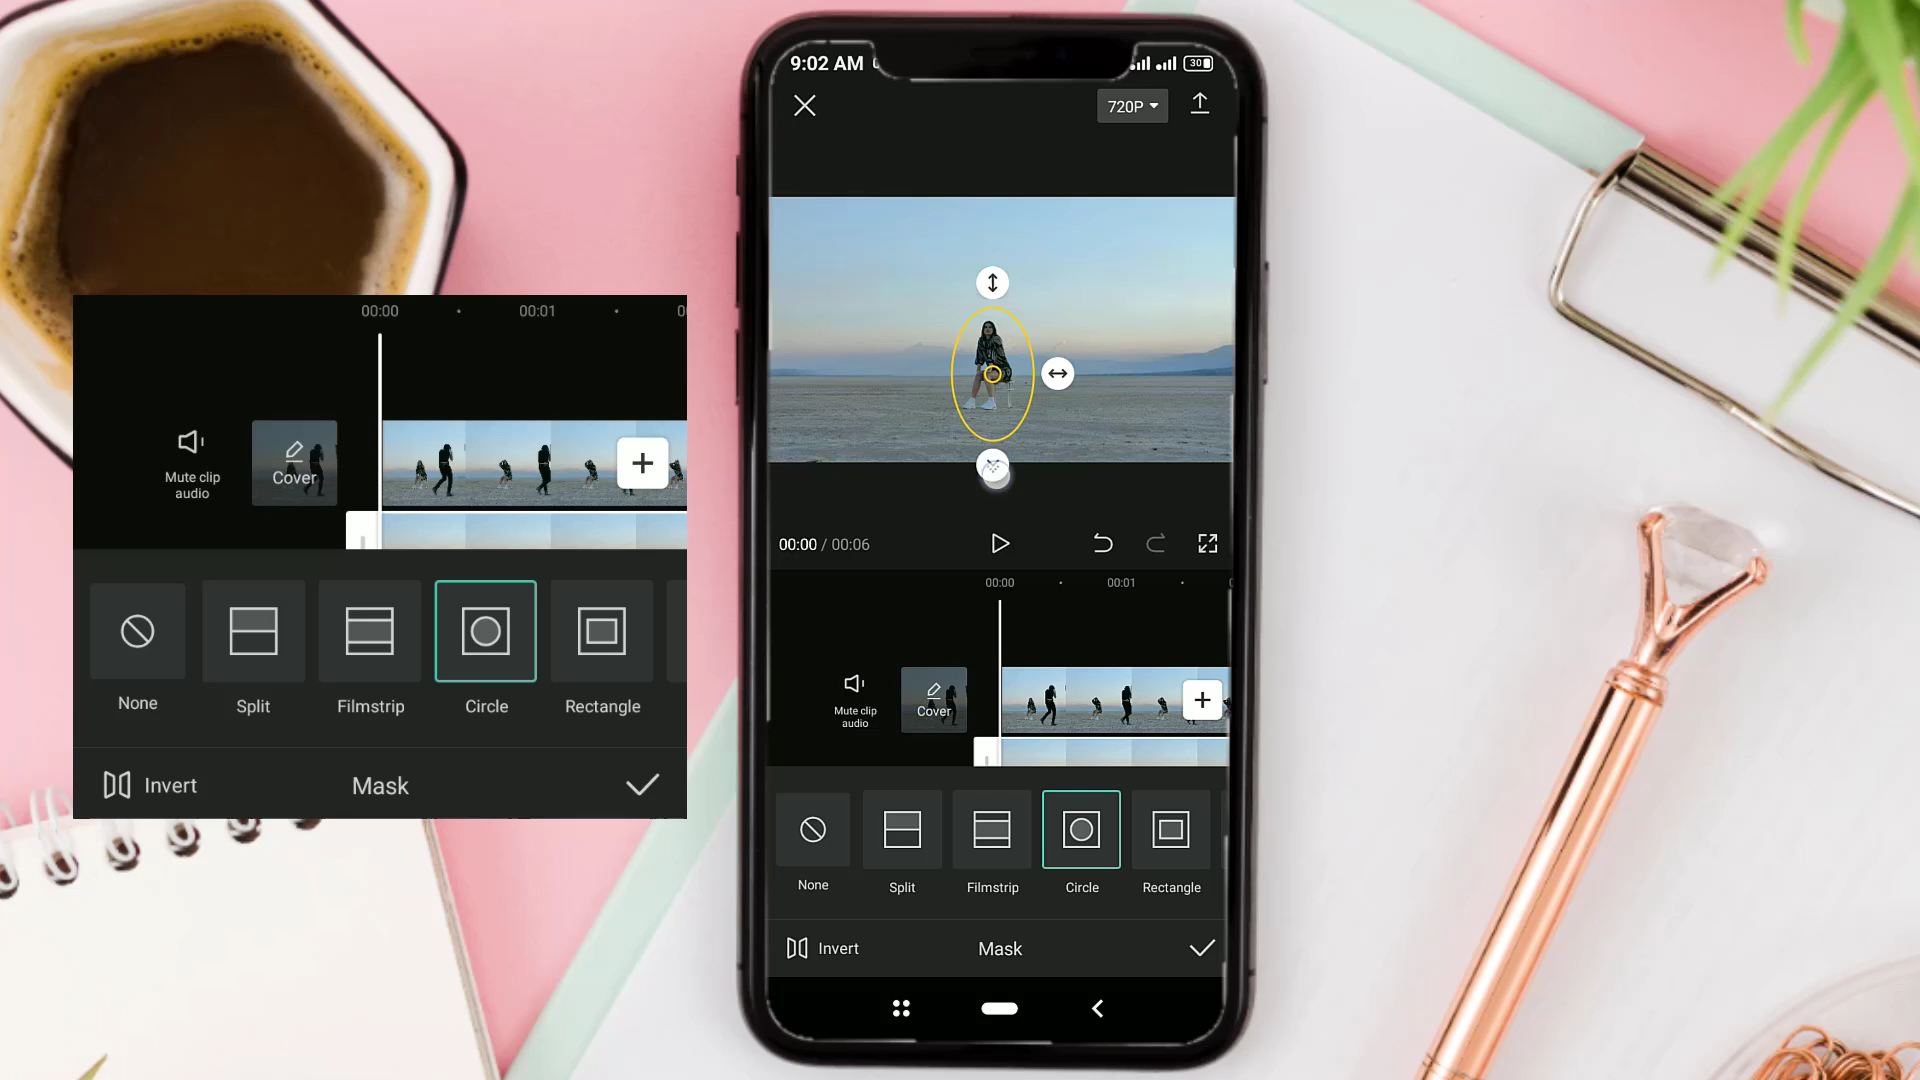 9:02 AM
30
720P
00:00 / 00:06
00:00
00:01
Mute clip
audio
Cover
None
Split
Filmstrip
Circle
Rectangle
Invert
Mask
00:00
00:01
Mute clip
audio
Cover
None
Split
Filmstrip
Circle
Rectangle
Invert
Mask